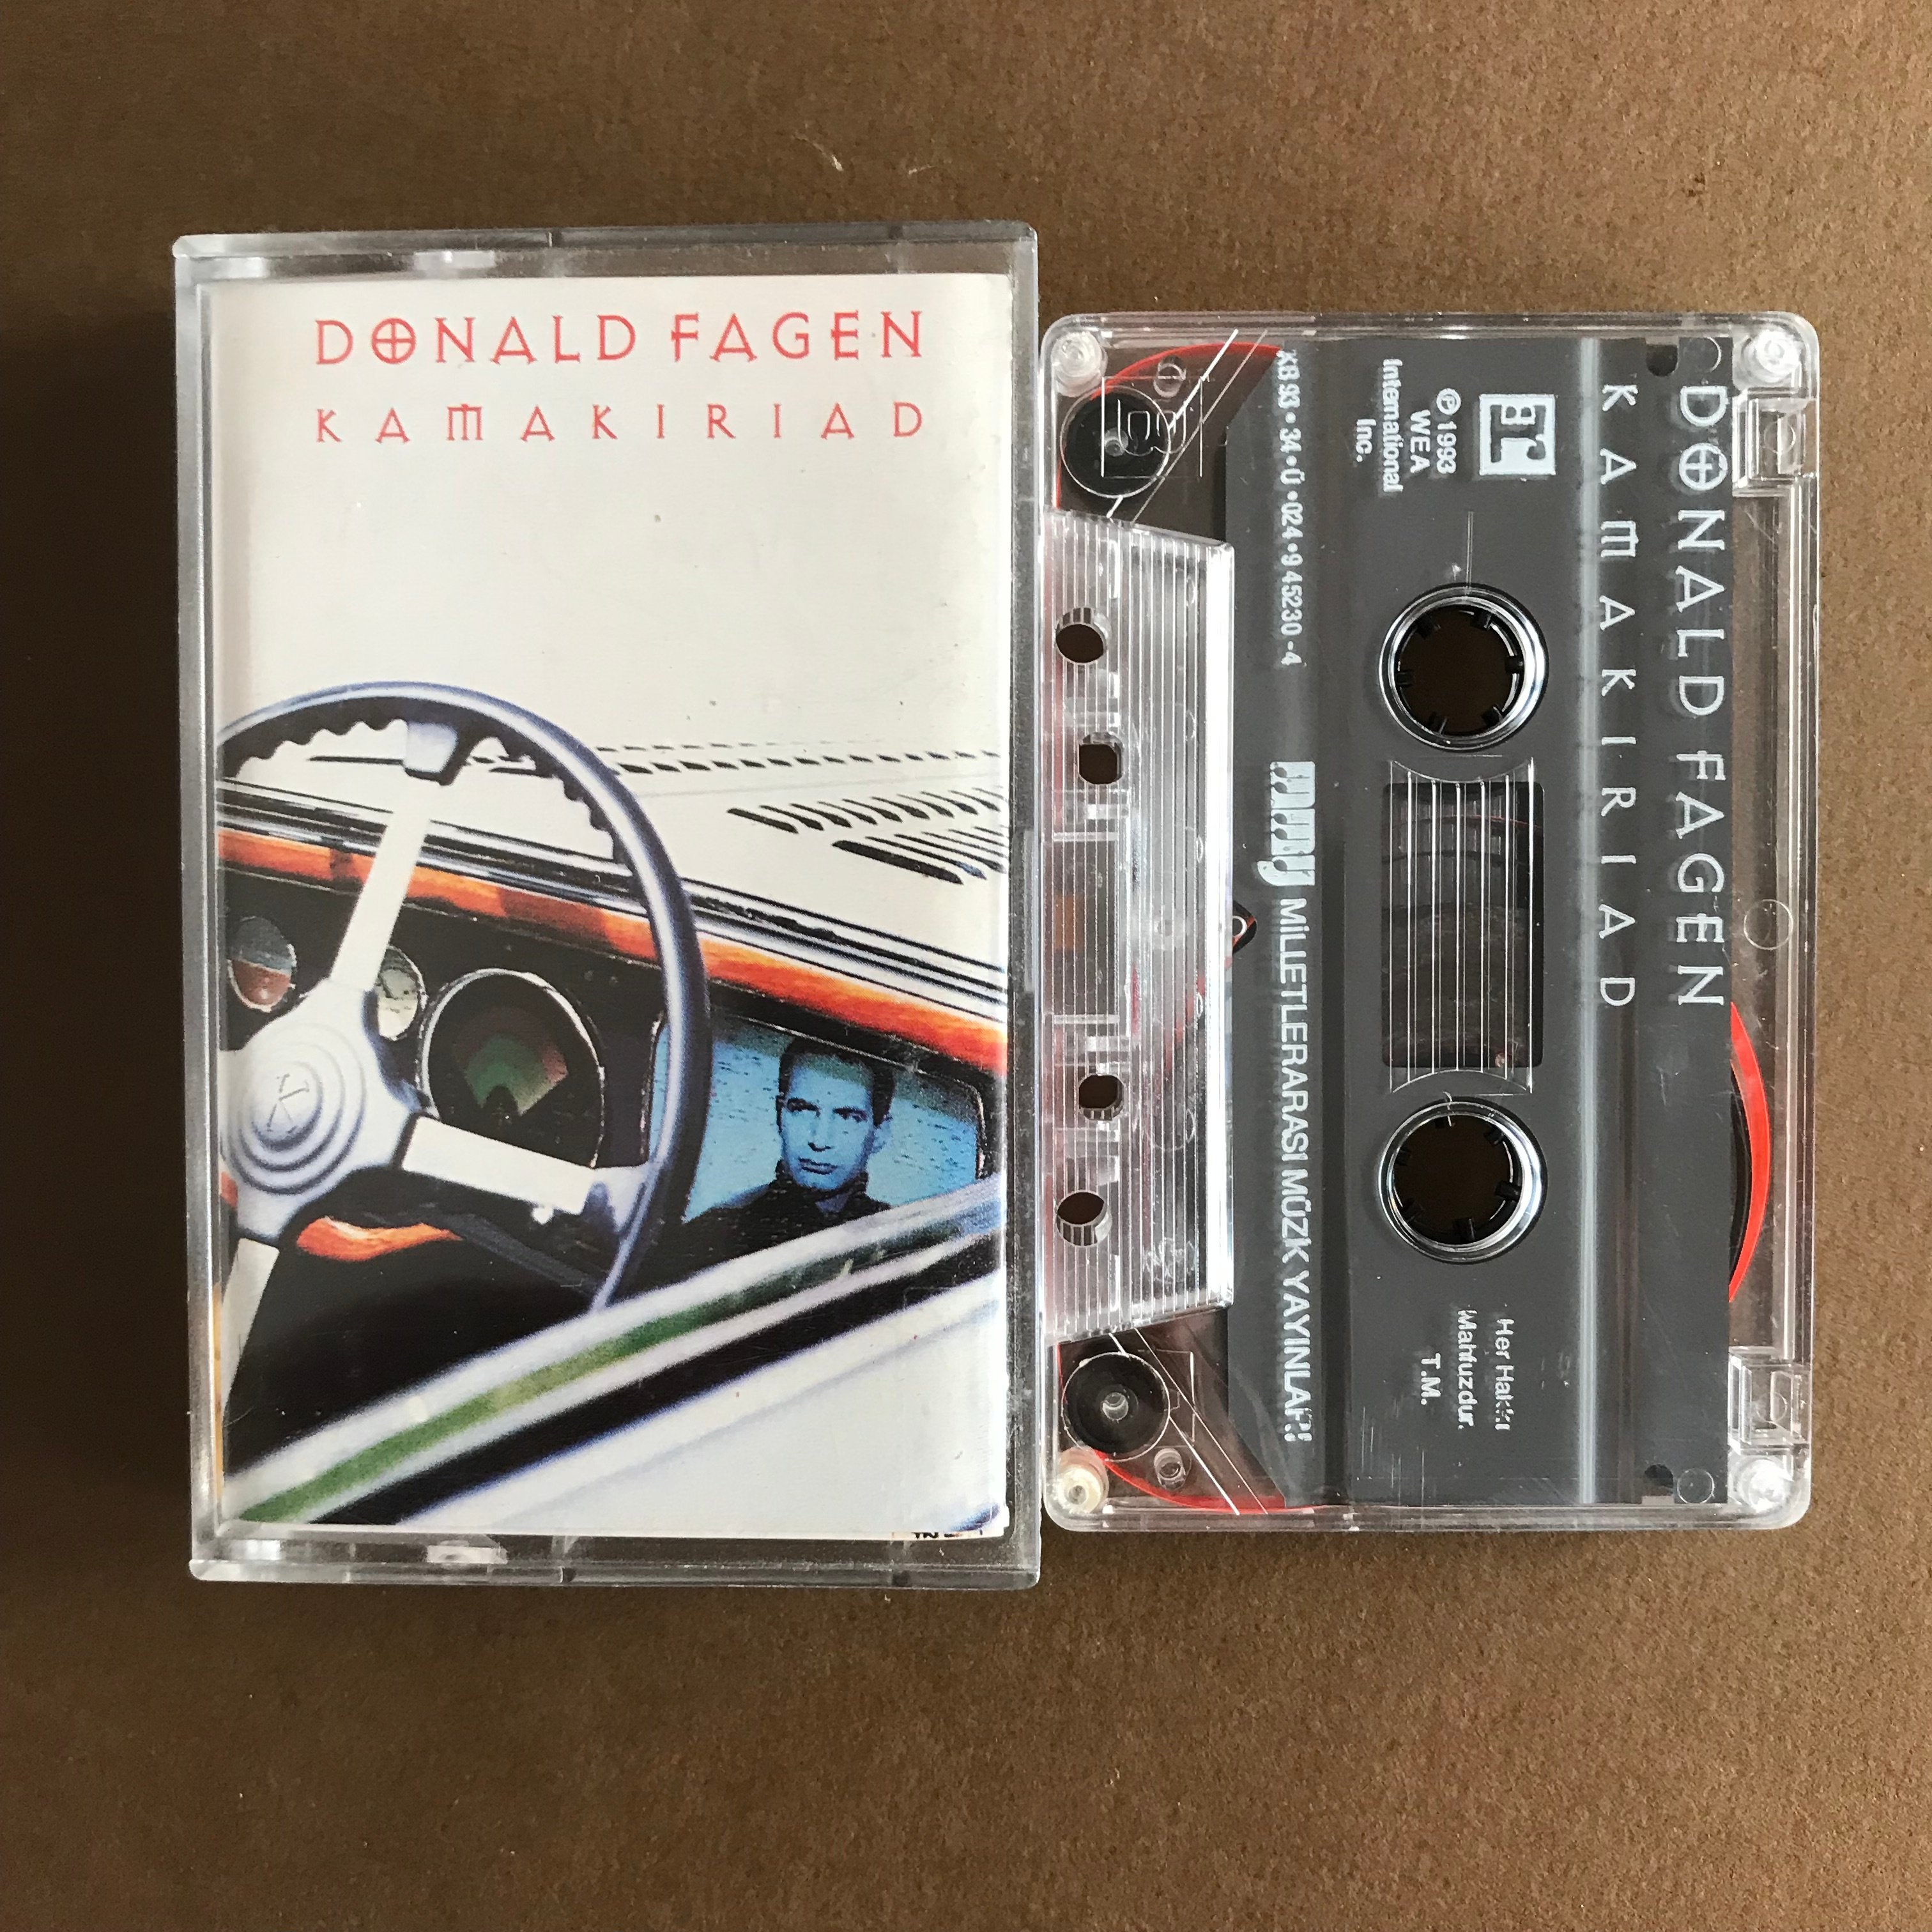 DONALD FAGEN
KAMAKIRIAD
DONALD FAGEN
KAMAKIRIAD
r
℗1993
WEA
International
Inc.
Her Hakkı
Mahfuzdur.
T.M.
KB 93 • 34 • Ü • 024 • 9 45230 - 4
MİLLETLERARASI MÜZK YAYINLARI